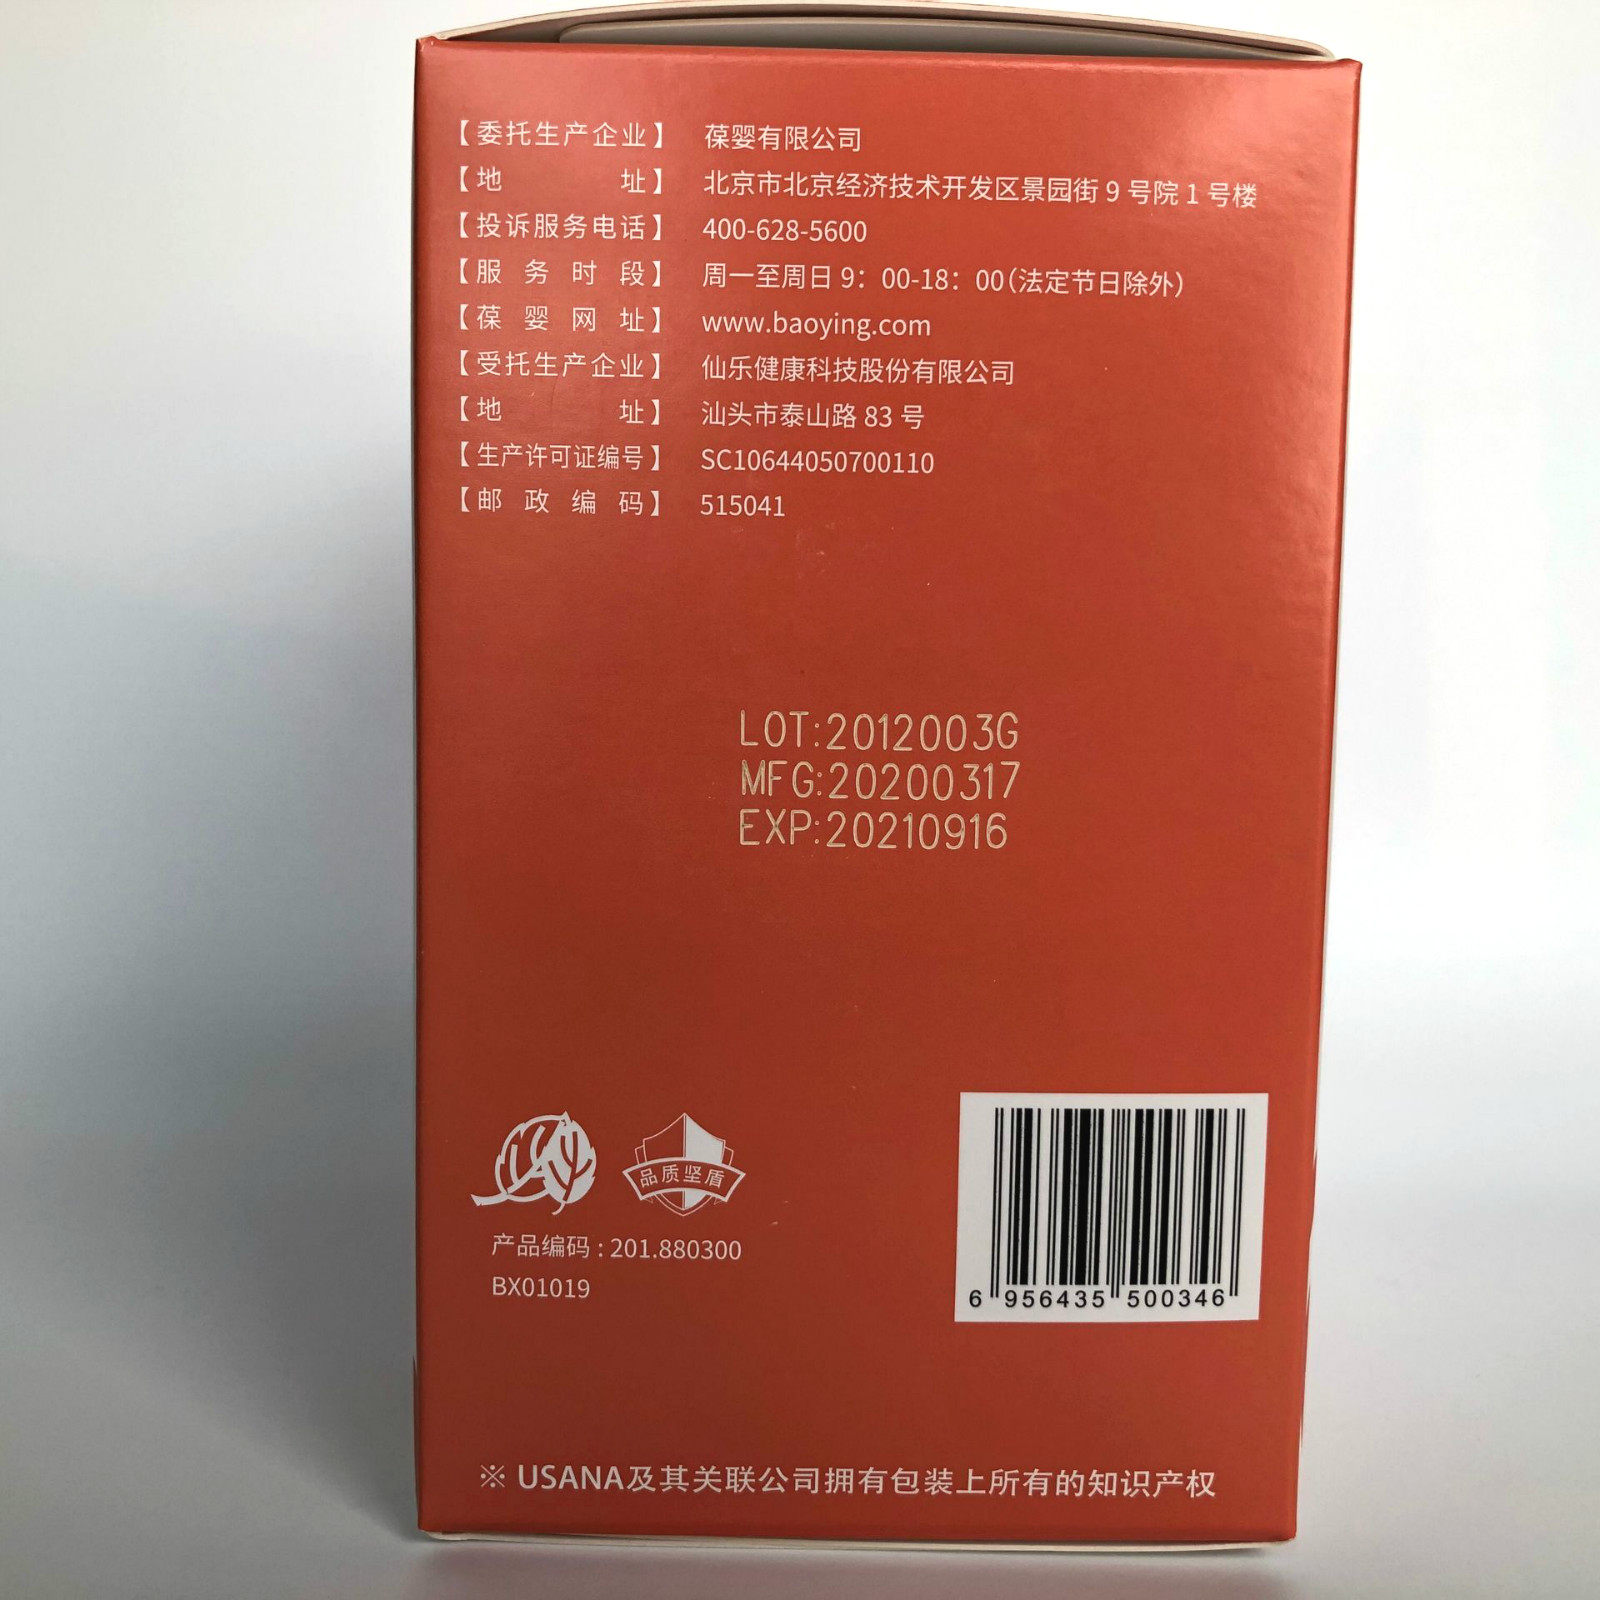 【委托生产企业】 葆婴有限公司
【地 址】 北京市北京经济技术开发区景园街 9 号院 1 号楼
【投诉服务电话】 400-628-5600
【服 务 时 段】 周一至周日 9：00-18：00（法定节日除外）
【葆 婴 网 址】 www.baoying.com
【受托生产企业】 仙乐健康科技股份有限公司
【地 址】 汕头市泰山路 83 号
【生产许可证编号】 SC10644050700110
【邮 政 编 码】 515041
LOT:2012003G
MFG:20200317
EXP:20210916
品质坚盾
产品编码 : 201.880300
BX01019
6 956435 500346
※ USANA及其关联公司拥有包装上所有的知识产权